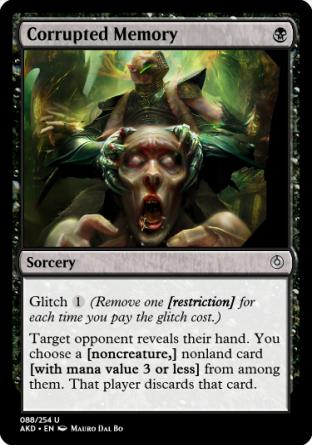 Corrupted Memory
Sorcery
Glitch 1 (Remove one [restriction] for
each time you pay the glitch cost.)
Target opponent reveals their hand. You
choose a [noncreature,] nonland card
[with mana value 3 or less] from among
them. That player discards that card.
088/254 U
AKD • EN Mauro Dal Bo